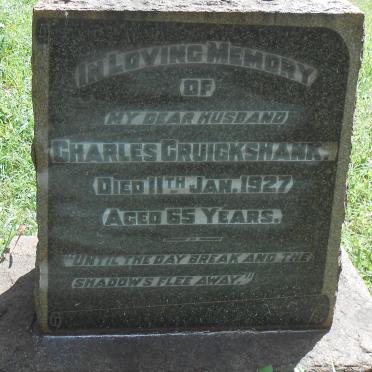 IN LOVING MEMORY
OF
MY DEAR HUSBAND
CHARLES CRUICKSHANK.
DIED 11TH JAN. 1927
AGED 65 YEARS.
"UNTIL THE DAY BREAK AND THE
SHADOWS FLEE AWAY."